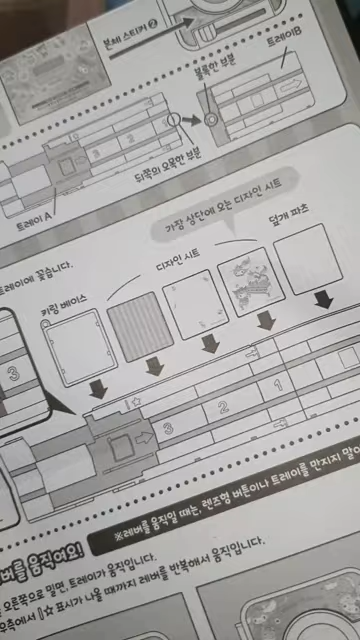 본체 스티커 ❷
볼록한 부분
트레이B
3
2
뒤쪽의 오목한 부분
트레이 A
가장 상단에 오는 디자인 시트
트레이에 꽂습니다.
디자인 시트
덮개 파츠
키링 베이스
3
☆
3
2
1
버를 움직여요!
※레버를 움직일 때는, 렌즈형 버튼이나 트레이를 만지지 말아
오른쪽으로 밀면, 트레이가 움직입니다.
☆ 표시가 나올 때까지 레버를 반복해서 움직입니다.